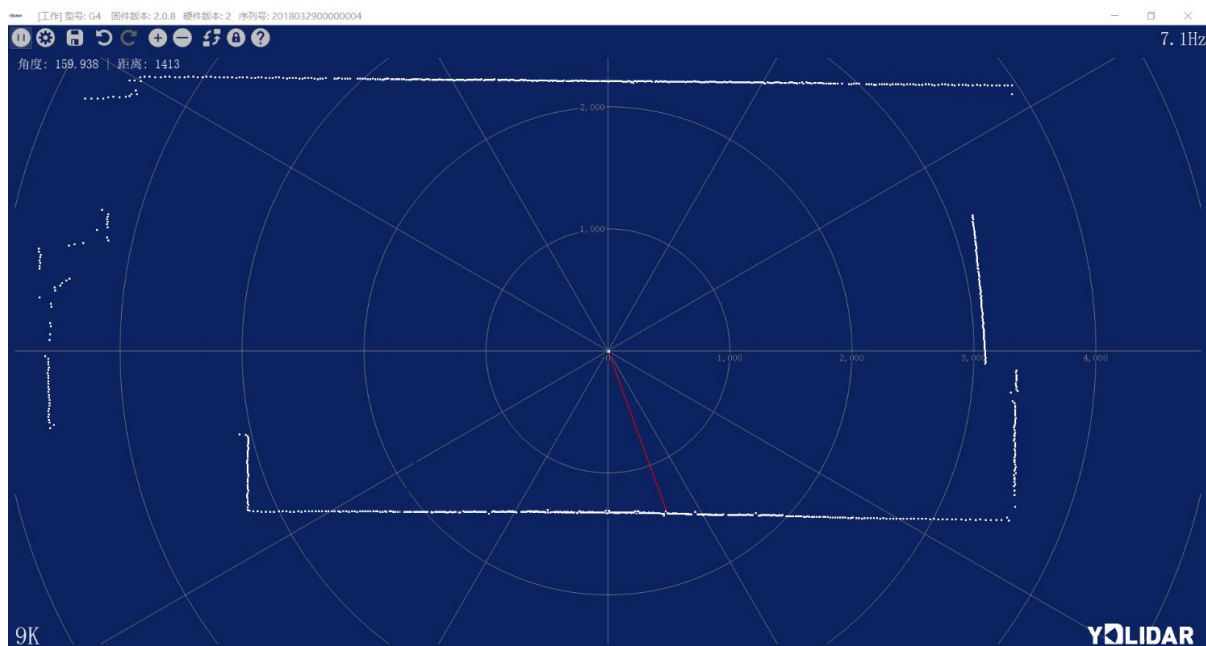 [工作] 型号: G4 固件版本: 2.0.8 硬件版本: 2 序列号: 2018032900000004
7.1Hz
角度: 159.938 | 距离: 1413
2,000
1,000
0 1,000 2,000 3,000 4,000
9K
YDLIDAR